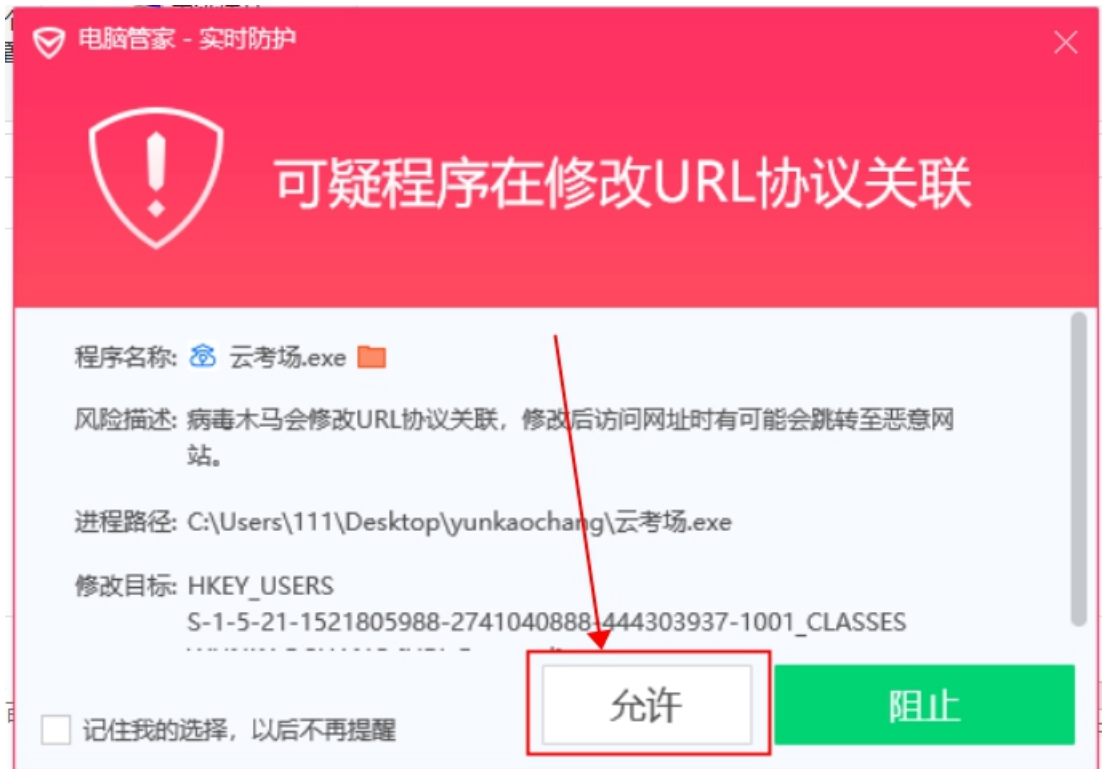 电脑管家 - 实时防护
可疑程序在修改URL协议关联
程序名称: 云考场.exe
风险描述: 病毒木马会修改URL协议关联，修改后访问网址时有可能会跳转至恶意网
站。
进程路径: C:\Users\111\Desktop\yunkaochang\云考场.exe
修改目标: HKEY_USERS
S-1-5-21-1521805988-2741040888-444303937-1001_CLASSES
记住我的选择，以后不再提醒
允许
阻止